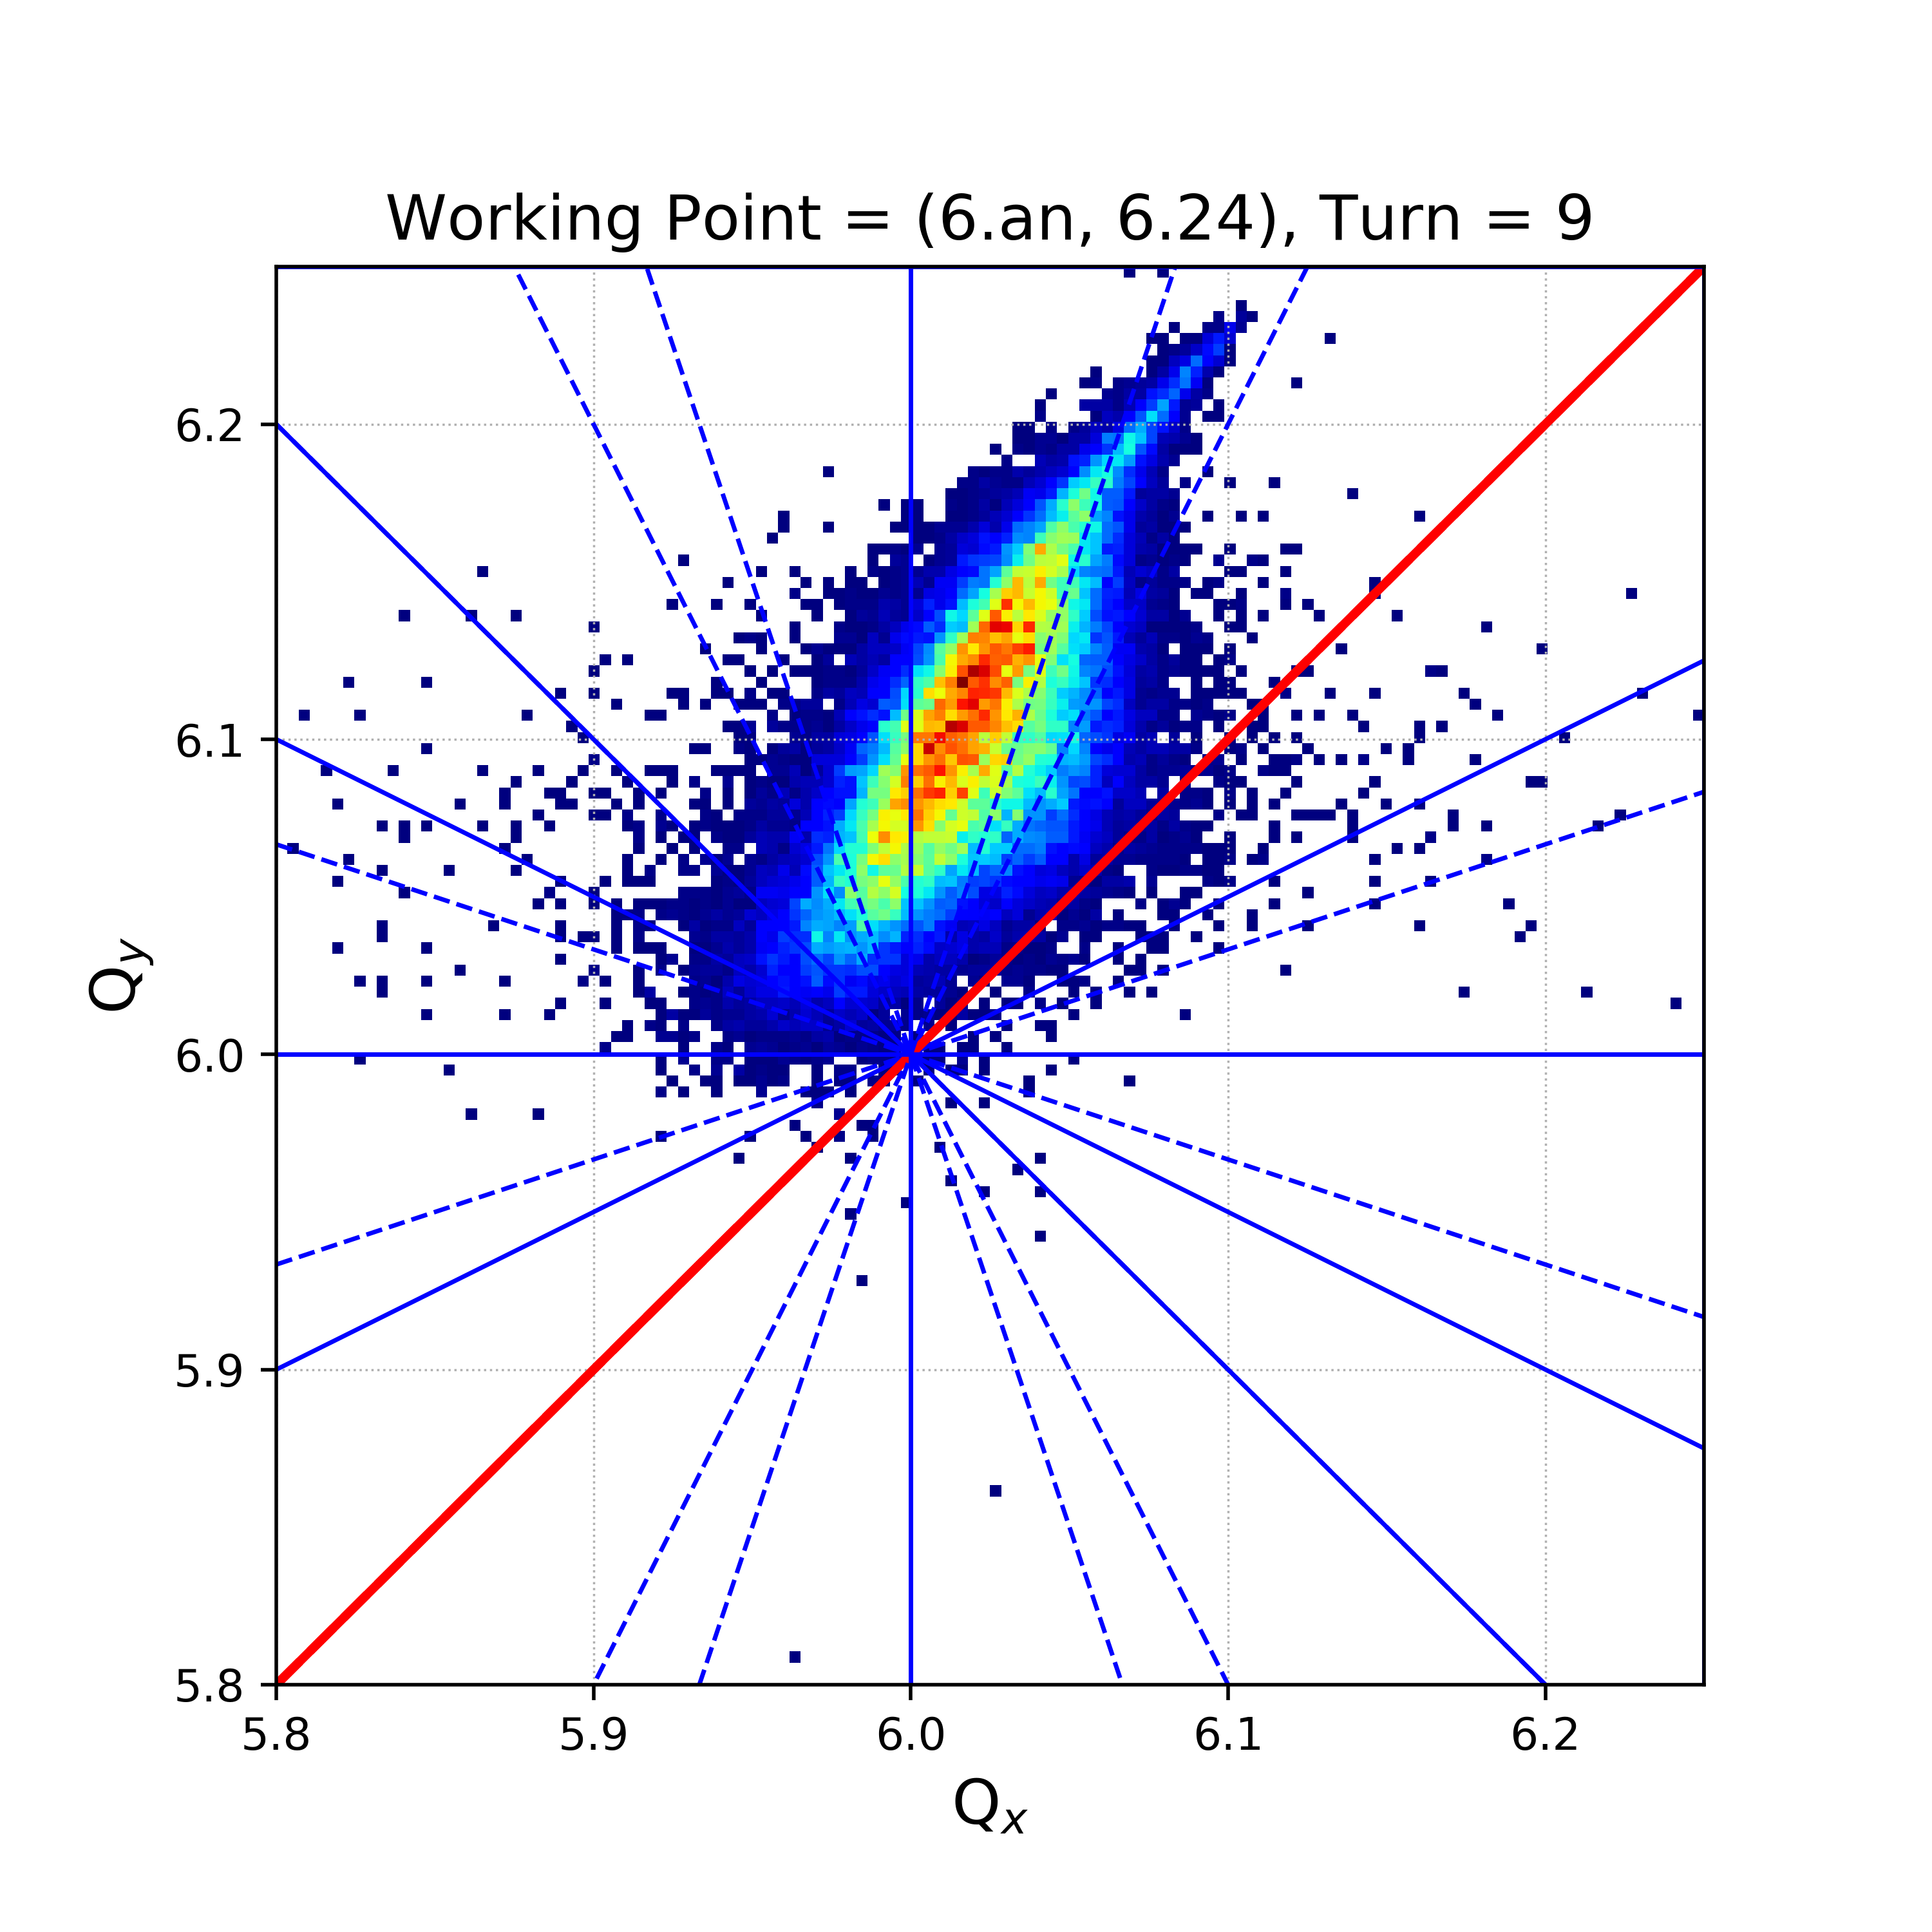 Working Point = (6.an, 6.24), Turn = 9
Qy
6.2
6.1
6.0
5.9
5.8
5.8 5.9 6.0 6.1 6.2
Qx